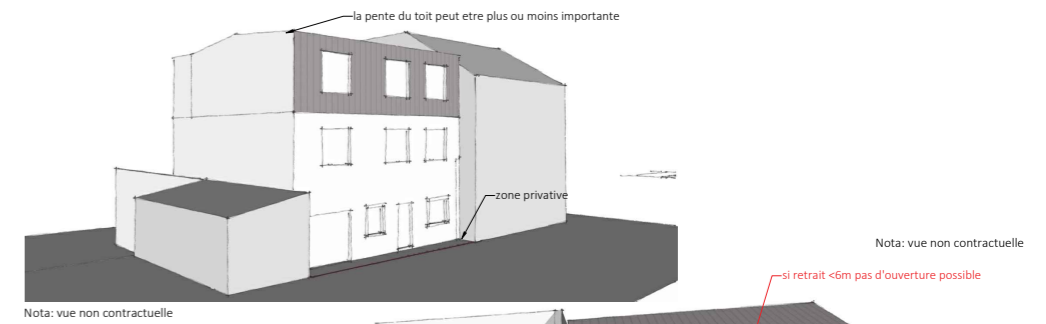 la pente du toit peut etre plus ou moins importante
zone privative
Nota: vue non contractuelle
si retrait <6m pas d'ouverture possible
Nota: vue non contractuelle